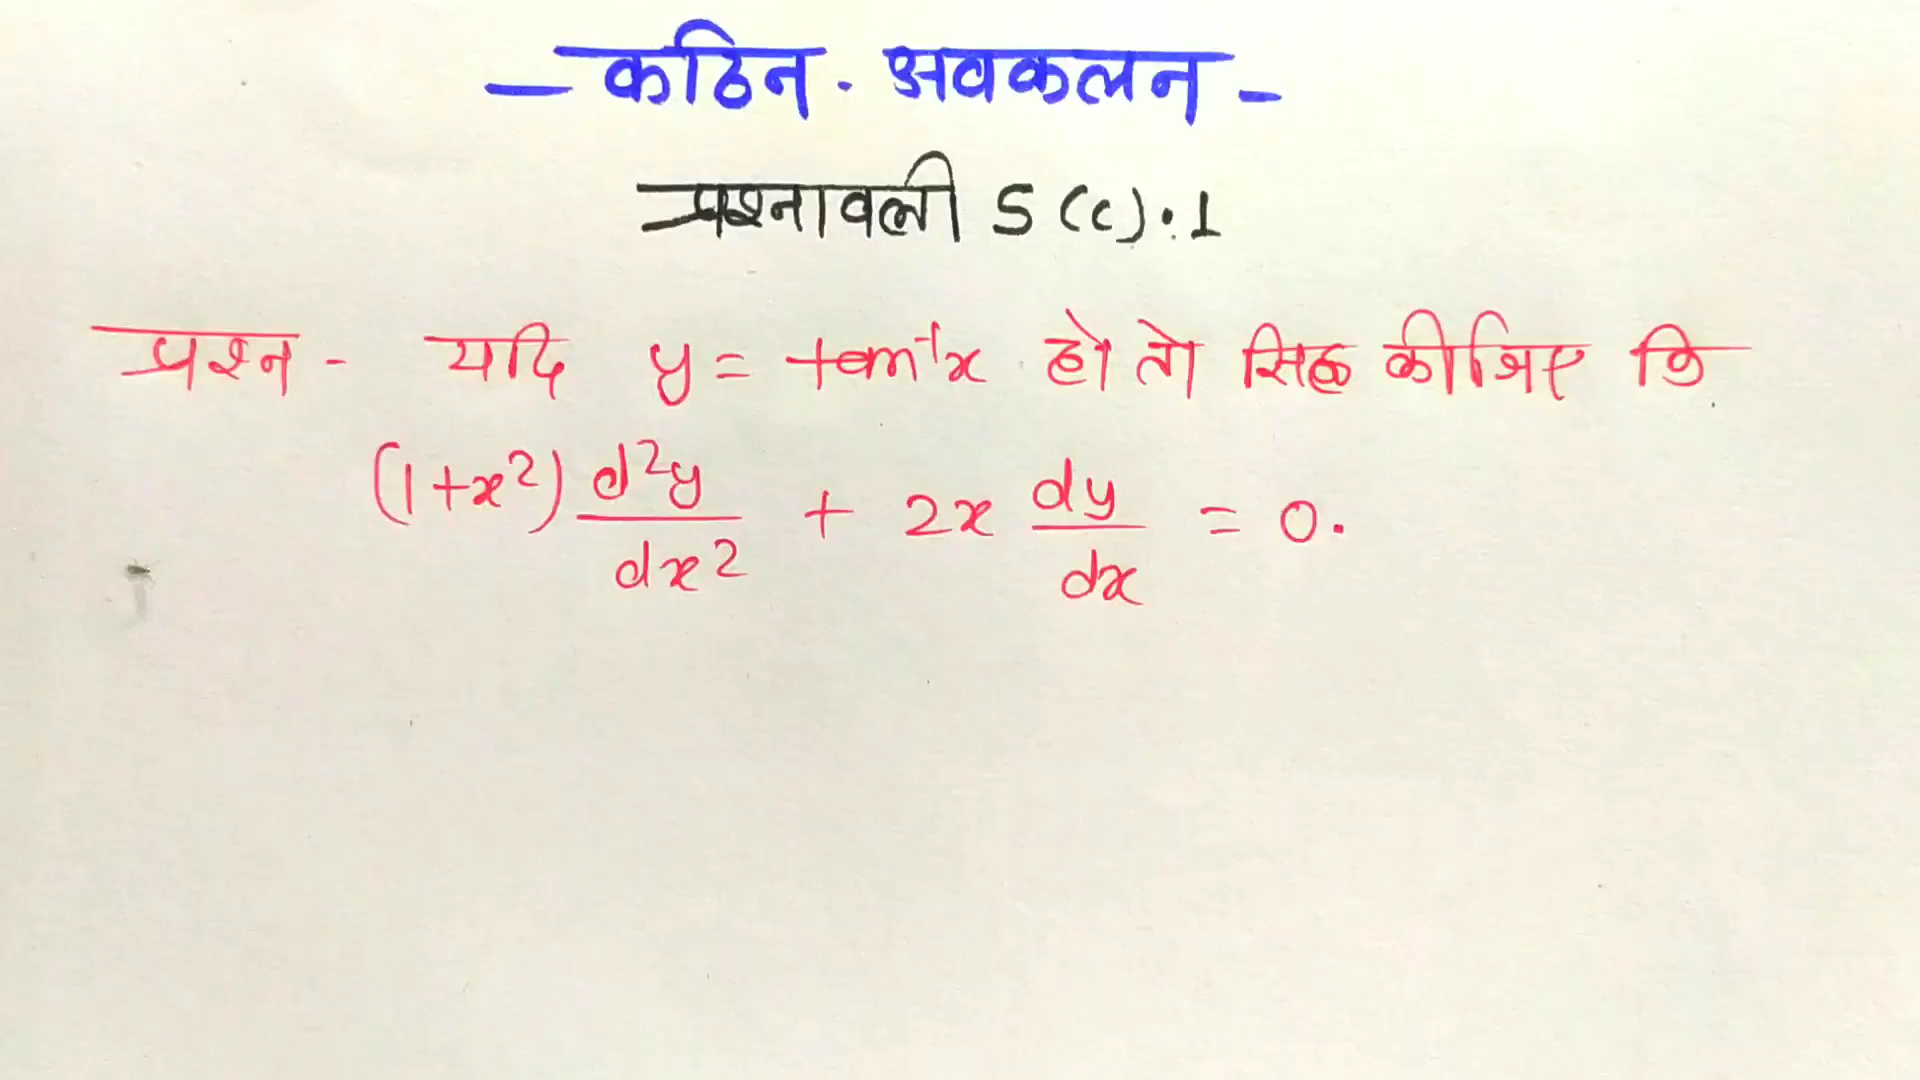 - कठिन - अवकलन -
प्रश्नावली 5 (c).1
प्रश्न - यदि y = tan⁻¹x हो तो सिद्ध कीजिए कि
(1+x²) d²y/dx² + 2x dy/dx = 0.